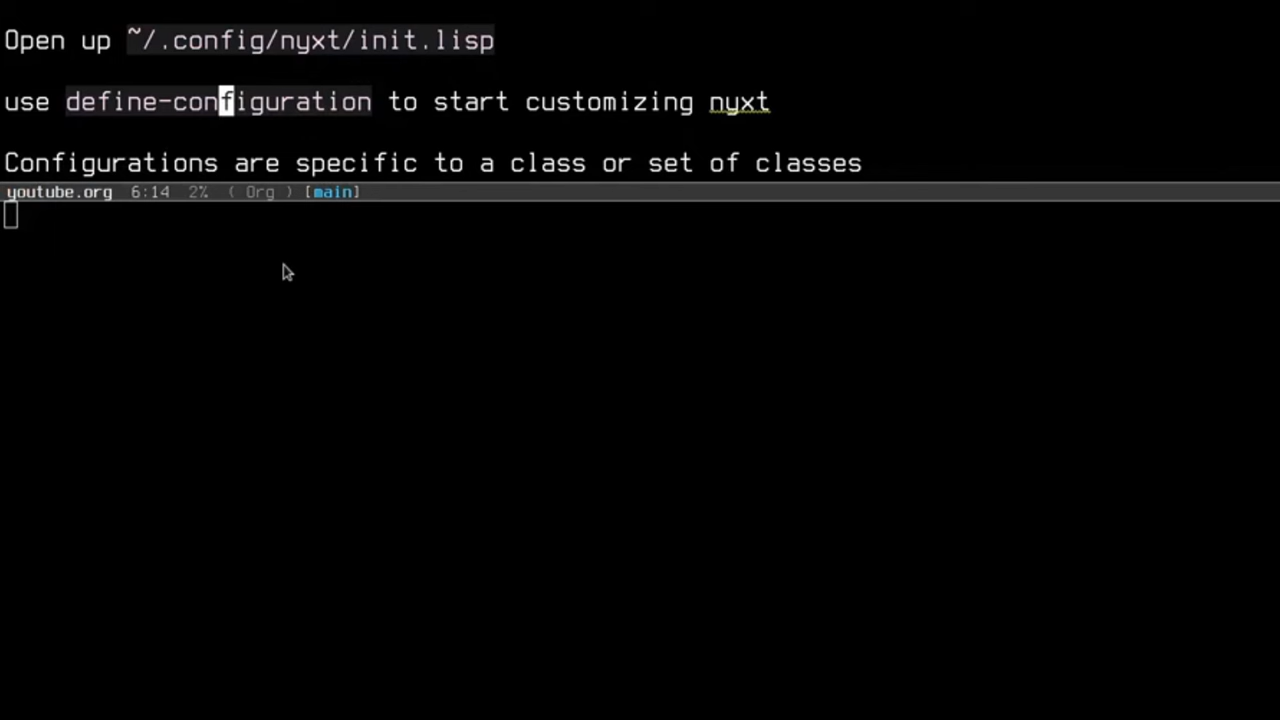 Open up ~/.config/nyxt/init.lisp
use define-configuration to start customizing nyxt
Configurations are specific to a class or set of classes
youtube.org 6:14 2% ( Org ) [main]